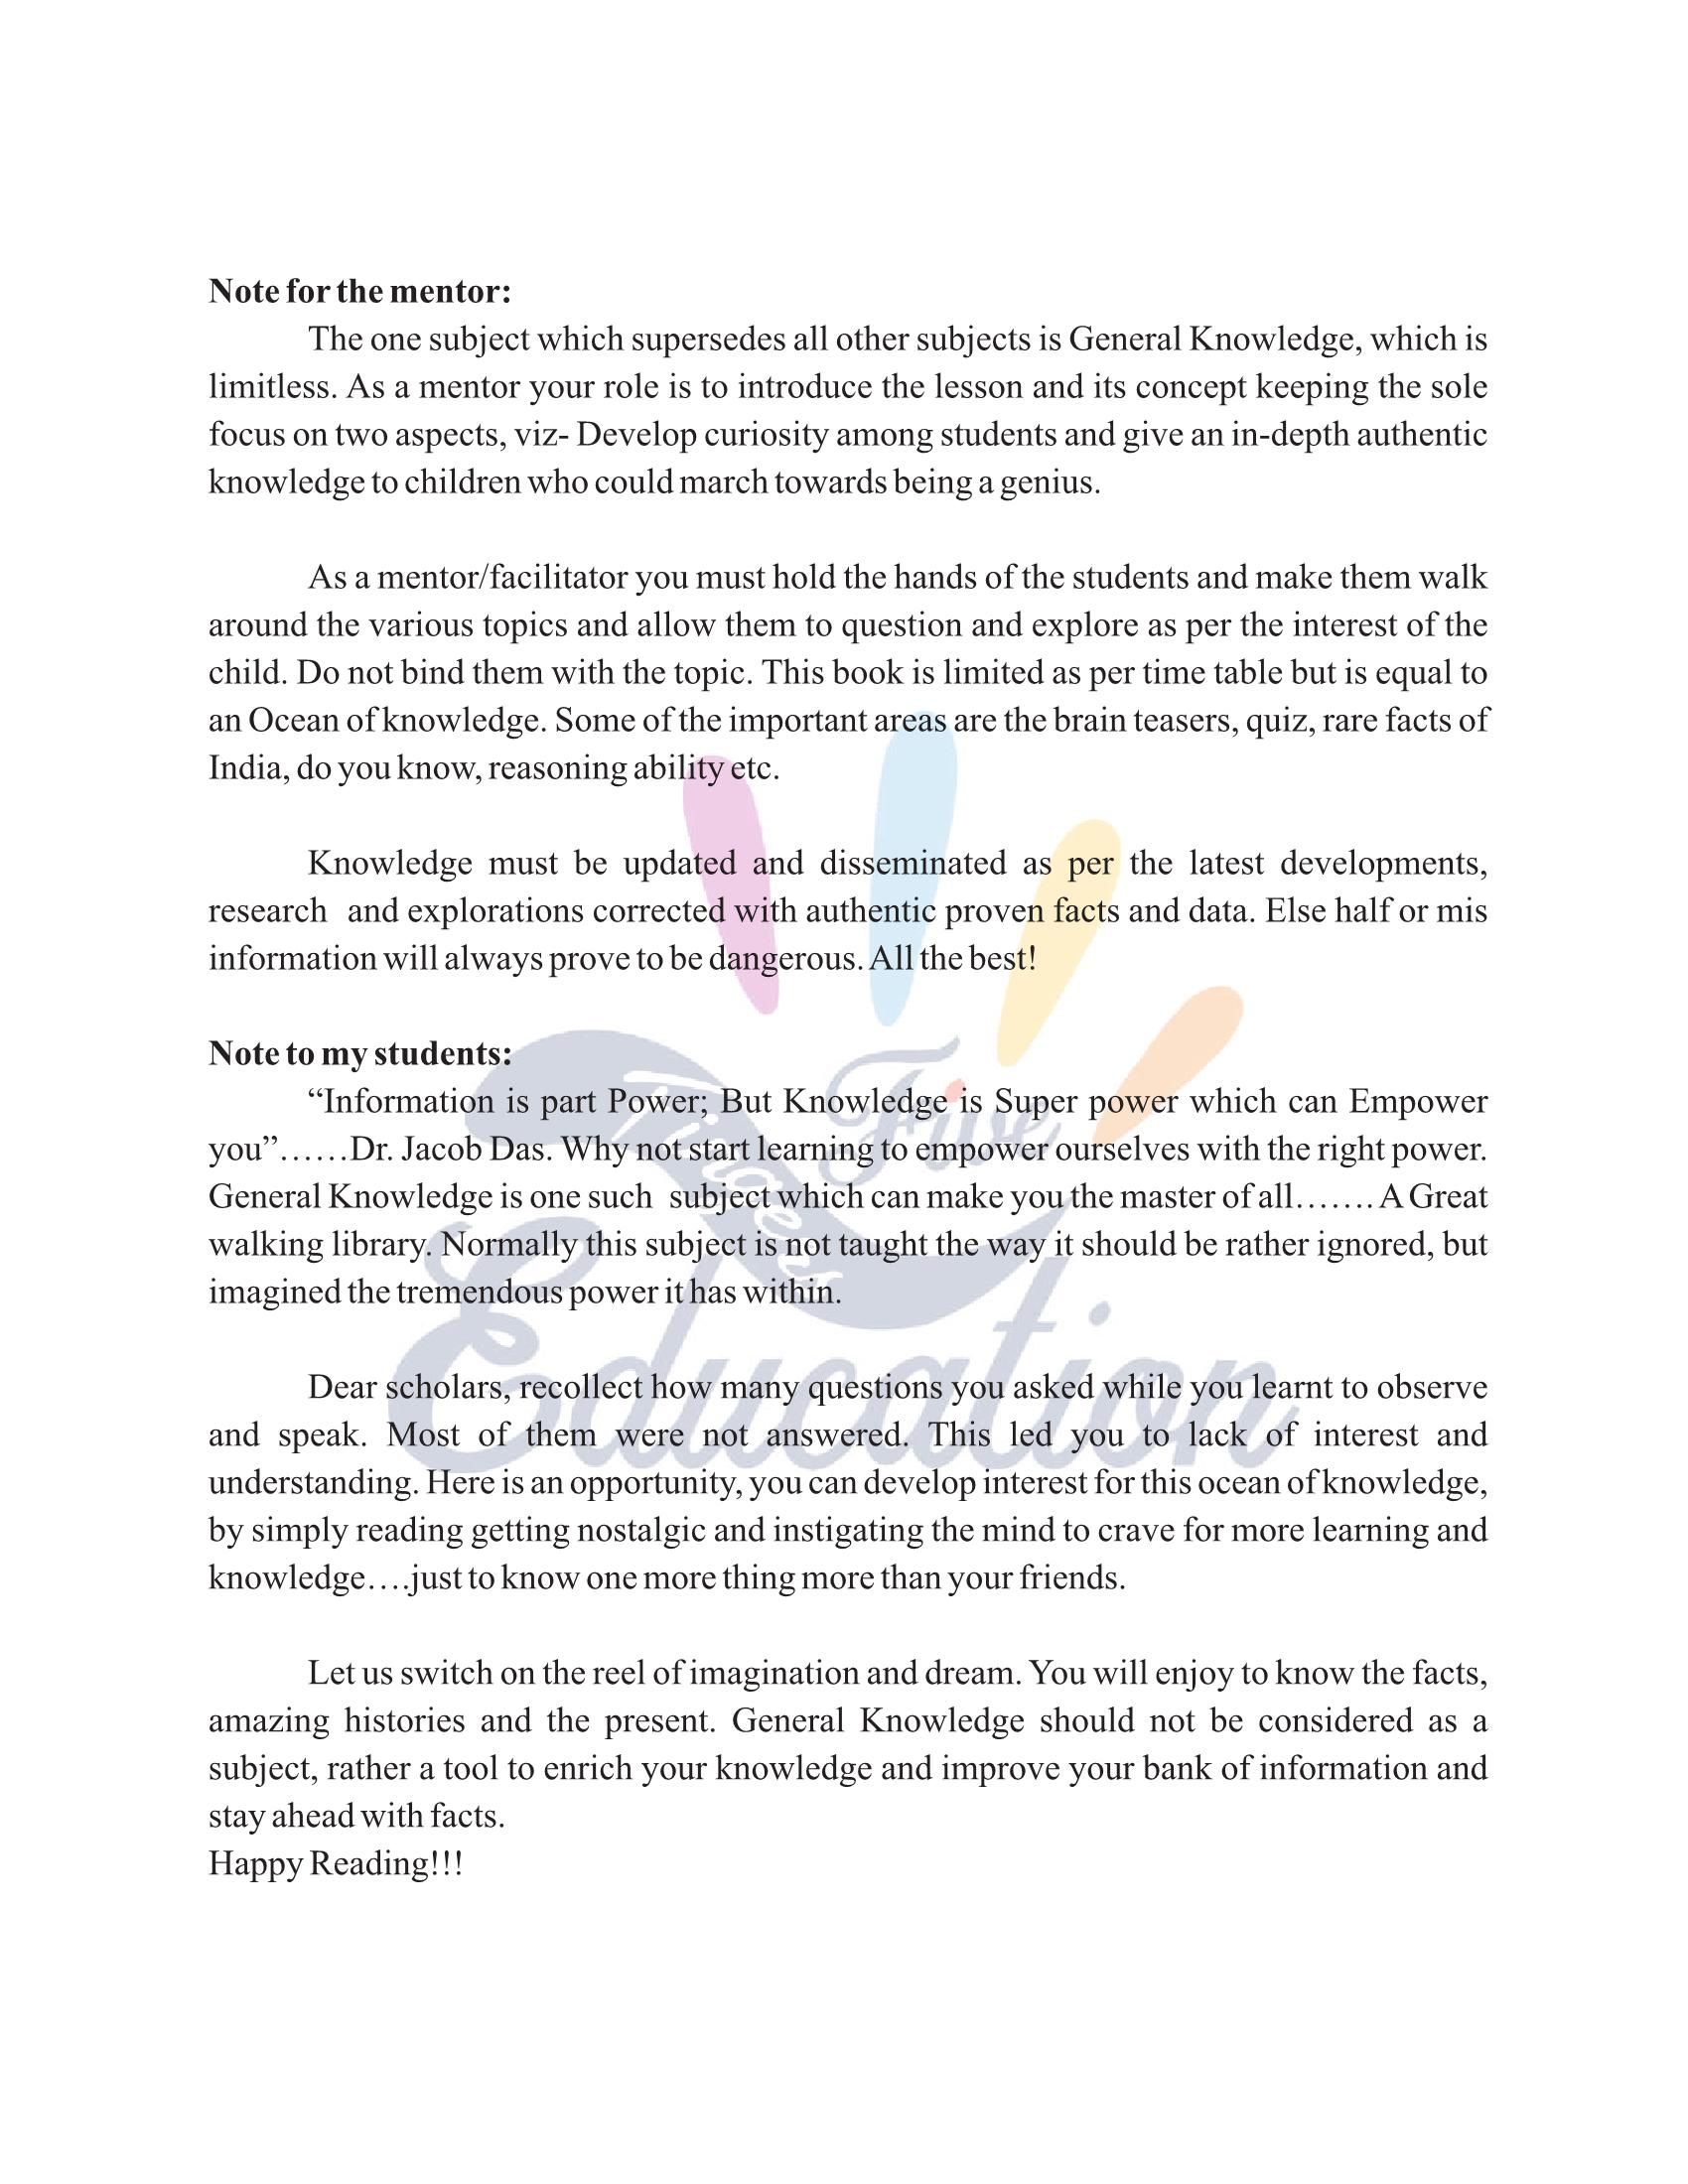 Note for the mentor:
The one subject which supersedes all other subjects is General Knowledge, which is
limitless. As a mentor your role is to introduce the lesson and its concept keeping the sole
focus on two aspects, viz- Develop curiosity among students and give an in-depth authentic
knowledge to children who could march towards being a genius.
As a mentor/facilitator you must hold the hands of the students and make them walk
around the various topics and allow them to question and explore as per the interest of the
child. Do not bind them with the topic. This book is limited as per time table but is equal to
an Ocean of knowledge. Some of the important areas are the brain teasers, quiz, rare facts of
India, do you know, reasoning ability etc.
Knowledge must be updated and disseminated as per the latest developments,
research and explorations corrected with authentic proven facts and data. Else half or mis
information will always prove to be dangerous. All the best!
Note to my students:
“Information is part Power; But Knowledge is Super power which can Empower
you”……Dr. Jacob Das. Why not start learning to empower ourselves with the right power.
General Knowledge is one such subject which can make you the master of all……. A Great
walking library. Normally this subject is not taught the way it should be rather ignored, but
imagined the tremendous power it has within.
Dear scholars, recollect how many questions you asked while you learnt to observe
and speak. Most of them were not answered. This led you to lack of interest and
understanding. Here is an opportunity, you can develop interest for this ocean of knowledge,
by simply reading getting nostalgic and instigating the mind to crave for more learning and
knowledge….just to know one more thing more than your friends.
Let us switch on the reel of imagination and dream. You will enjoy to know the facts,
amazing histories and the present. General Knowledge should not be considered as a
subject, rather a tool to enrich your knowledge and improve your bank of information and
stay ahead with facts.
Happy Reading!!!
Five
Tigers
Education